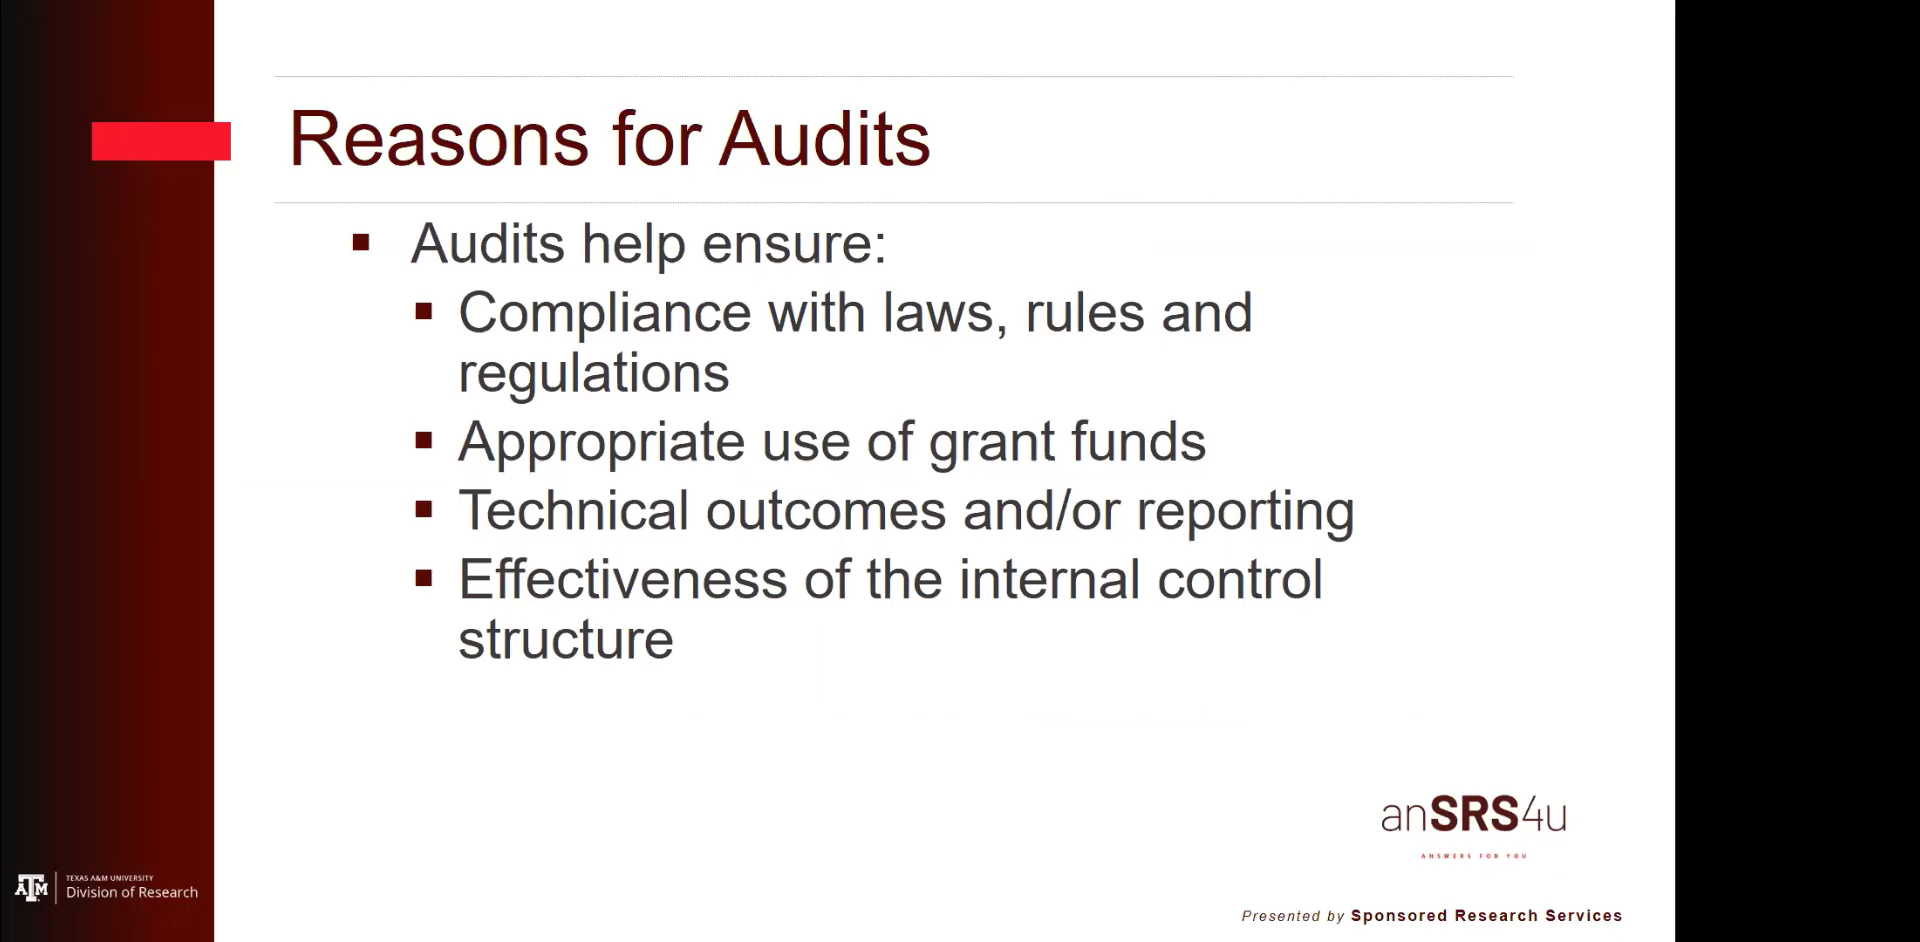 Reasons for Audits
Audits help ensure:
Compliance with laws, rules and
regulations
Appropriate use of grant funds
Technical outcomes and/or reporting
Effectiveness of the internal control
structure
anSRS4u
ANSWERS FOR YOU
ATM
TEXAS A&M UNIVERSITY
Division of Research
Presented by Sponsored Research Services